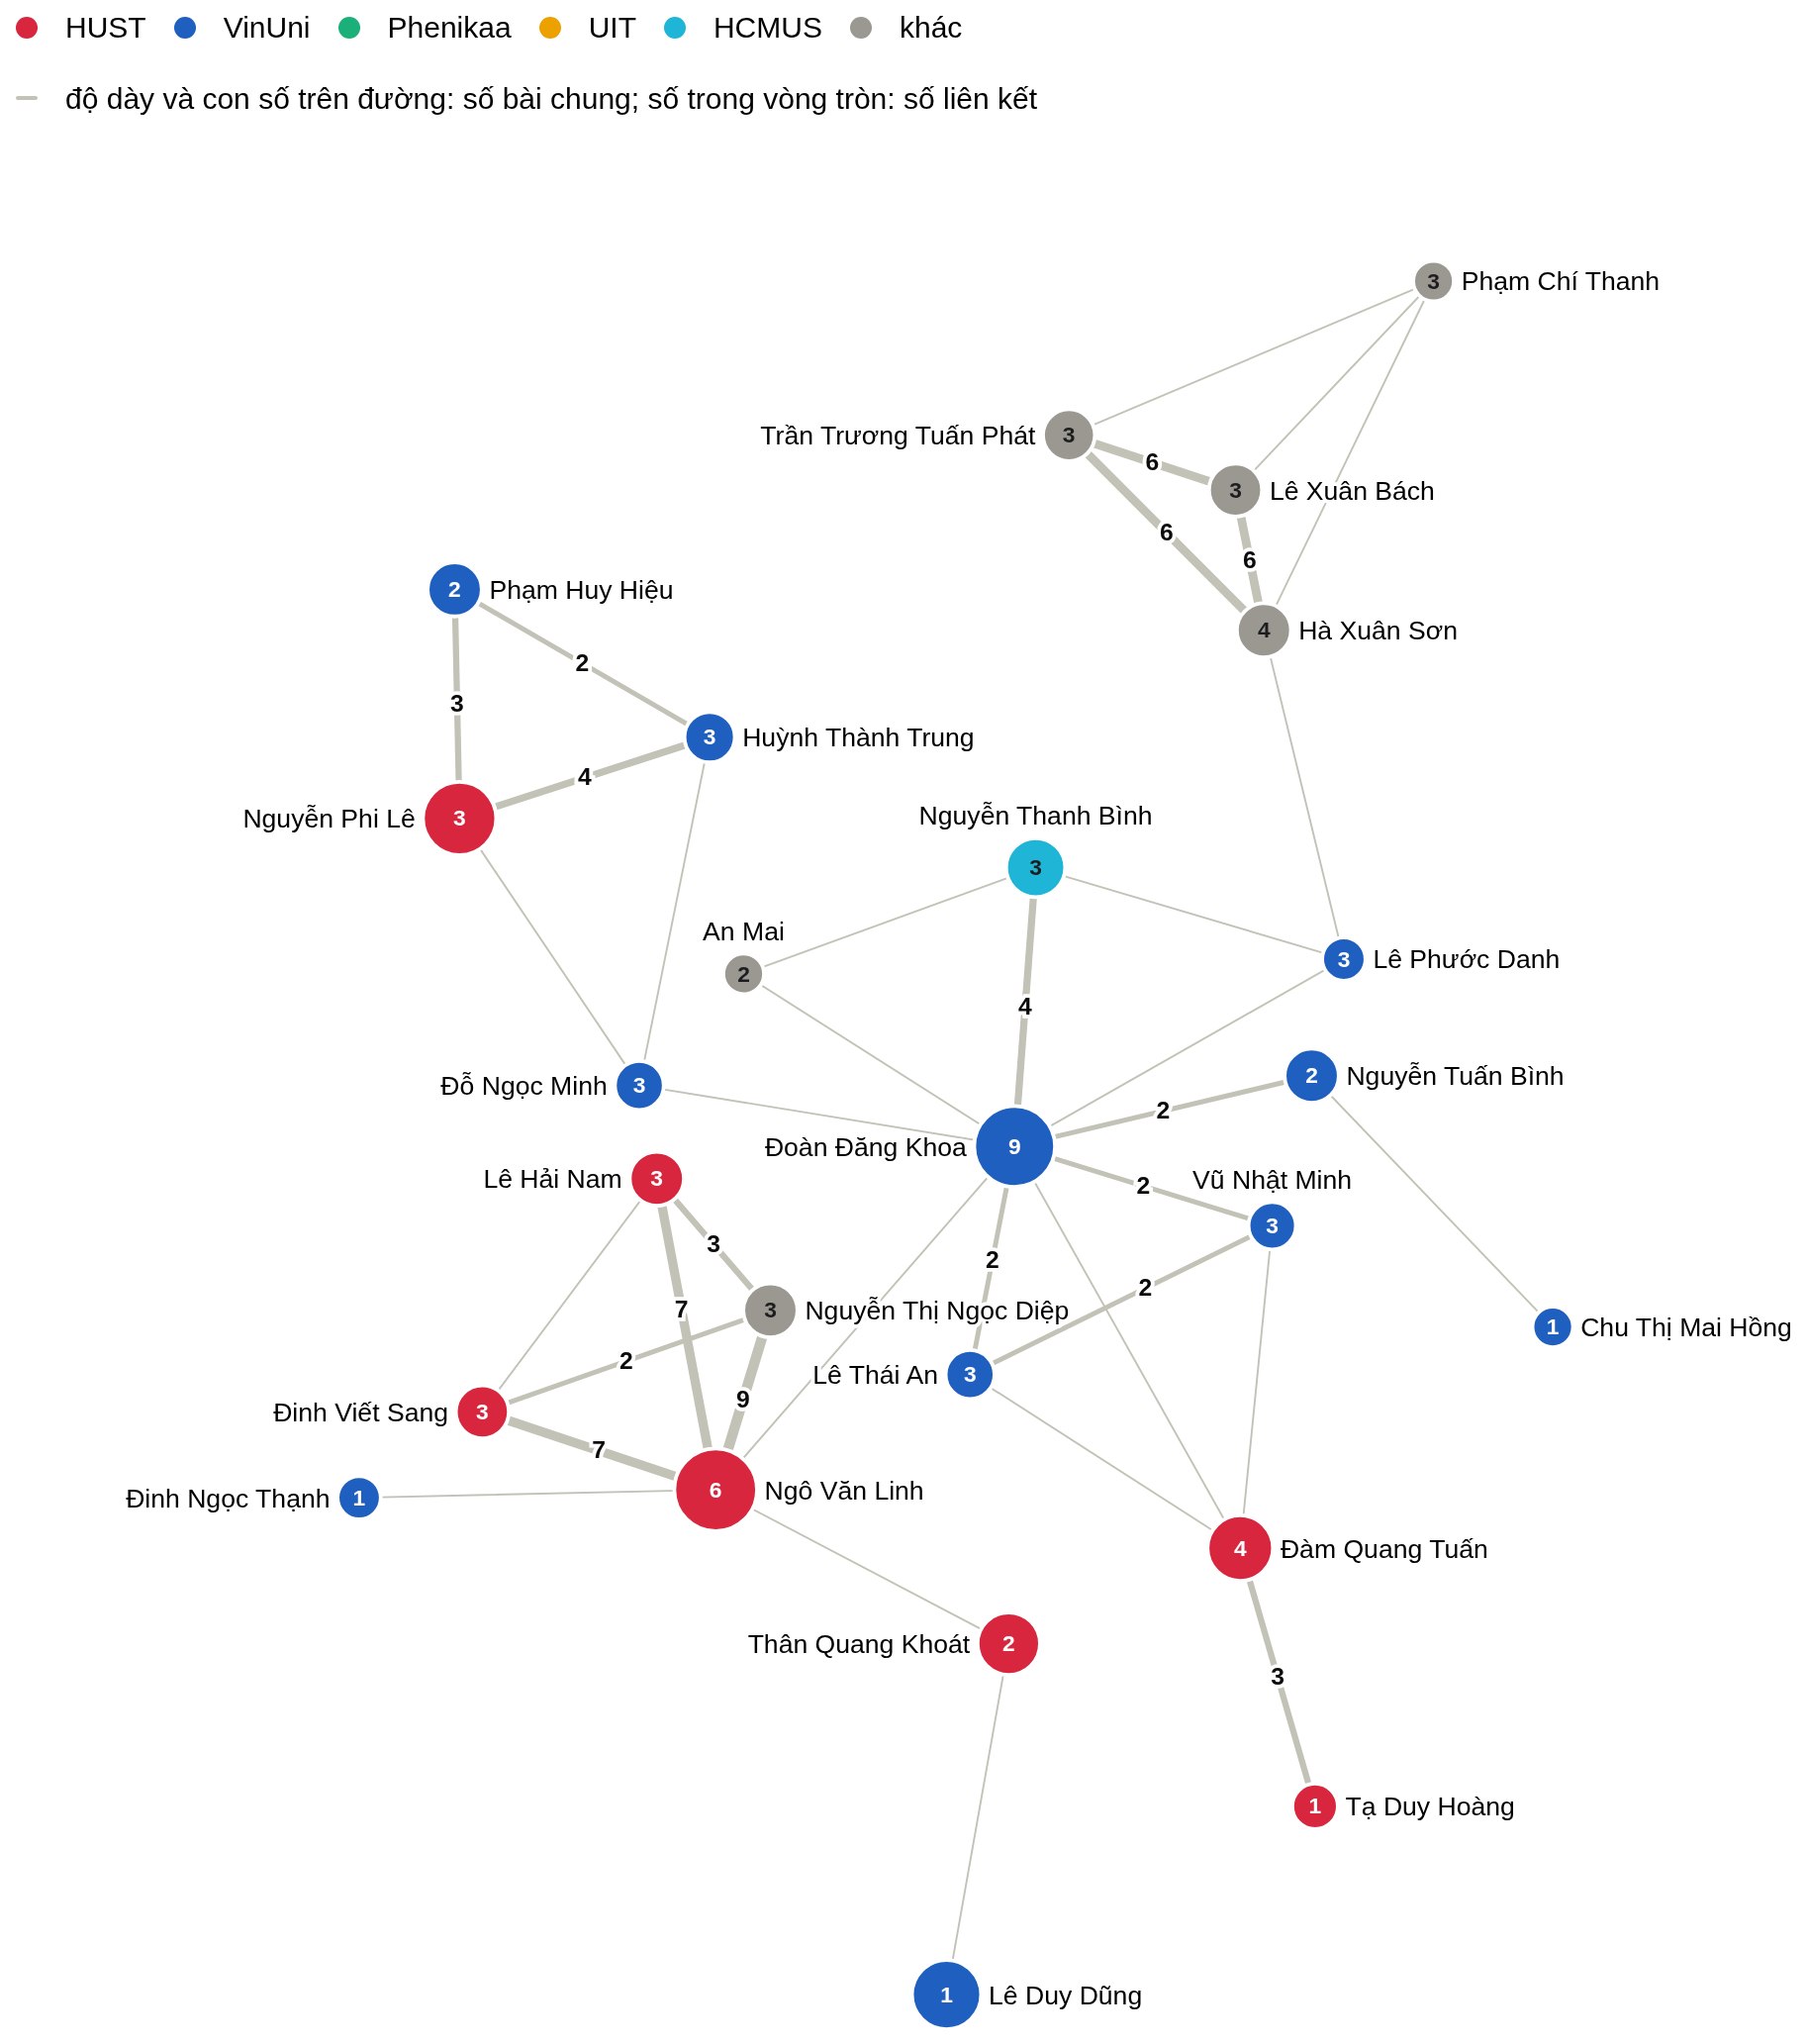 HUST VinUni Phenikaa UIT HCMUS khác
độ dày và con số trên đường: số bài chung; số trong vòng tròn: số liên kết
3 Phạm Chí Thanh
Trần Trương Tuấn Phát 3
6
3 Lê Xuân Bách
6
6
2 Phạm Huy Hiệu
4 Hà Xuân Sơn
2
3
3 Huỳnh Thành Trung
4
Nguyễn Phi Lê 3
Nguyễn Thanh Bình
3
An Mai
2
3 Lê Phước Danh
4
Đỗ Ngọc Minh 3
2 Nguyễn Tuấn Bình
2
Đoàn Đăng Khoa 9
Lê Hải Nam 3
2
Vũ Nhật Minh
3
3
2
2
7
3 Nguyễn Thị Ngọc Diệp
1 Chu Thị Mai Hồng
2
Lê Thái An 3
9
Đinh Viết Sang 3
7
Đinh Ngọc Thạnh 1
6 Ngô Văn Linh
4 Đàm Quang Tuấn
Thân Quang Khoát 2
3
1 Tạ Duy Hoàng
1 Lê Duy Dũng